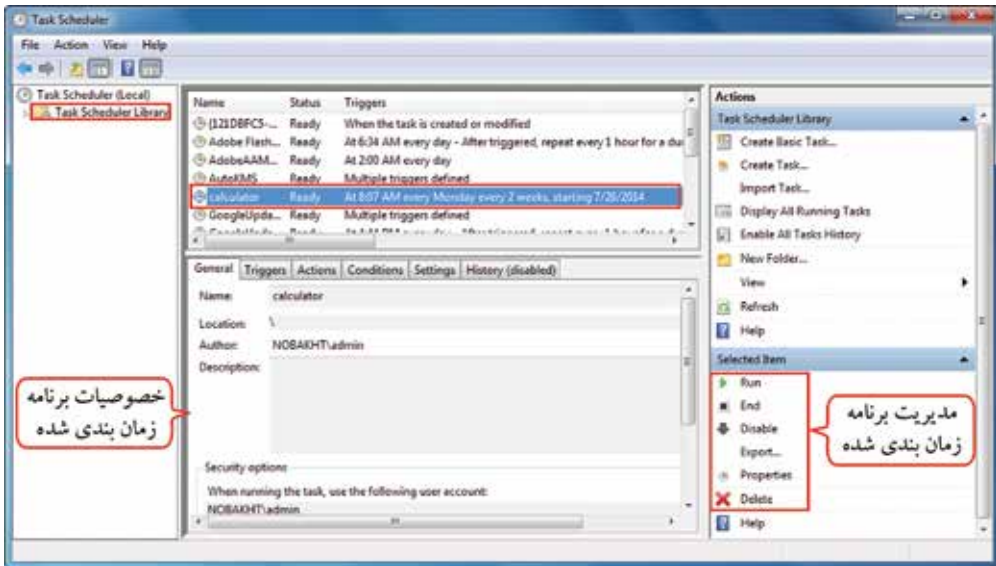 Task Scheduler
File Action View Help
Task Scheduler (Local)
Task Scheduler Library
Name Status Triggers
{121DBFC5-... Ready When the task is created or modified
Adobe Flash... Ready At 6:34 AM every day - After triggered, repeat every 1 hour for a du
AdobeAAM... Ready At 2:00 AM every day
AutoKMS Ready Multiple triggers defined
calculator Ready At 8:07 AM every Monday every 2 weeks, starting 7/26/2014
GoogleUpda... Ready Multiple triggers defined
General Triggers Actions Conditions Settings History (disabled)
Name: calculator
Location: \
Author: NOBAKHT\admin
Description:
Security options
When running the task, use the following user account:
NOBAKHT\admin
خصوصیات برنامه
زمان بندی شده
Actions
Task Scheduler Library
Create Basic Task...
Create Task...
Import Task...
Display All Running Tasks
Enable All Tasks History
New Folder...
View
Refresh
Help
Selected Item
Run
End
Disable
Export...
Properties
Delete
Help
مدیریت برنامه
زمان بندی شده